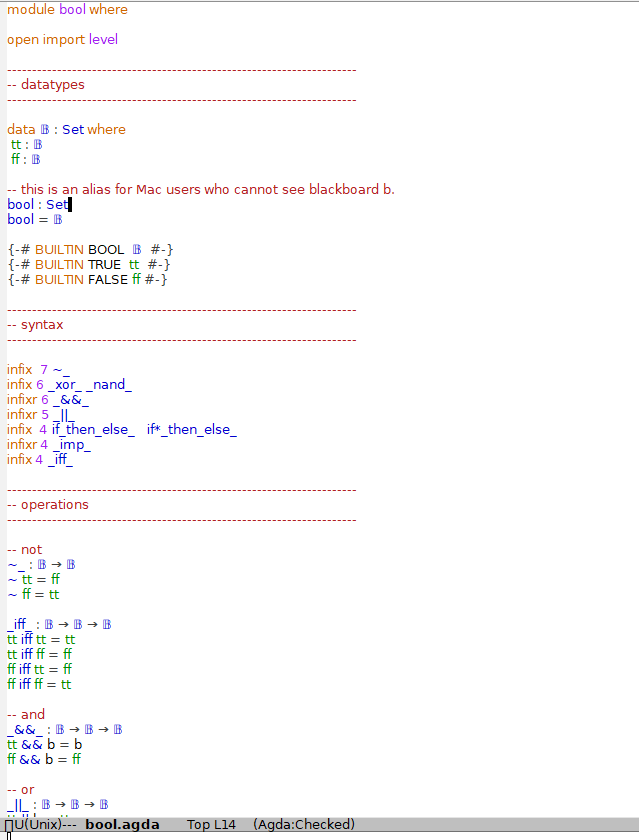 module bool where
open import level
----------------------------------------------------------------------
-- datatypes
----------------------------------------------------------------------
data 𝔹 : Set where
 tt : 𝔹
 ff : 𝔹
-- this is an alias for Mac users who cannot see blackboard b.
bool : Set
bool = 𝔹
{-# BUILTIN BOOL  𝔹  #-}
{-# BUILTIN TRUE  tt  #-}
{-# BUILTIN FALSE ff #-}
----------------------------------------------------------------------
-- syntax
----------------------------------------------------------------------
infix  7 ~_
infix 6 _xor_ _nand_
infixr 6 _&&_
infixr 5 _||_
infix  4 if_then_else_   if*_then_else_
infixr 4 _imp_
infix 4 _iff_
----------------------------------------------------------------------
-- operations
----------------------------------------------------------------------
-- not
~_ : 𝔹 → 𝔹
~ tt = ff
~ ff = tt
_iff_ : 𝔹 → 𝔹 → 𝔹
tt iff tt = tt
tt iff ff = ff
ff iff tt = ff
ff iff ff = tt
-- and
_&&_ : 𝔹 → 𝔹 → 𝔹
tt && b = b
ff && b = ff
-- or
_||_ : 𝔹 → 𝔹 → 𝔹
U(Unix)---  bool.agda      Top L14    (Agda:Checked)